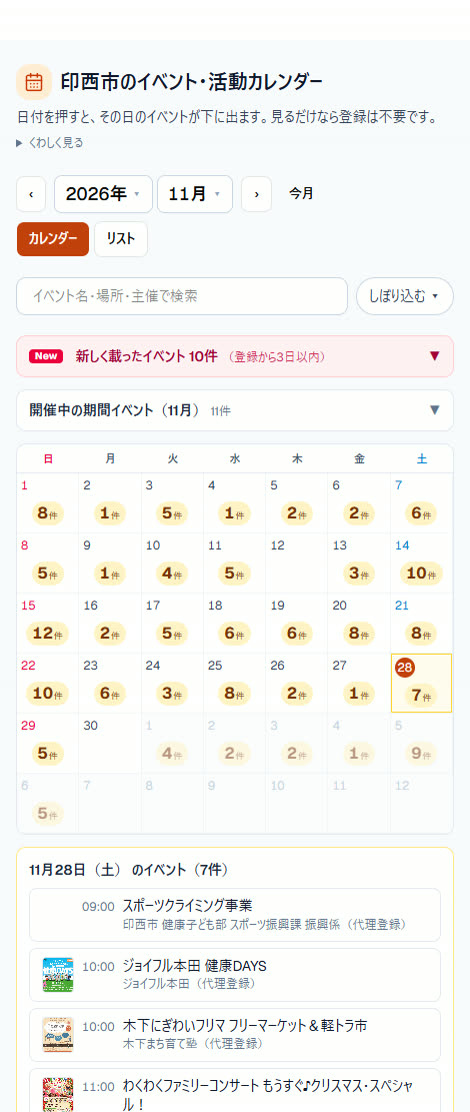 印西市のイベント・活動カレンダー
日付を押すと、その日のイベントが下に出ます。見るだけなら登録は不要です。
▶ くわしく見る
‹ 2026年 ▼ 11月 ▼ › 今月
カレンダー リスト
イベント名・場所・主催で検索 しぼり込む ▼
New 新しく載ったイベント 10件 （登録から3日以内） ▼
開催中の期間イベント（11月） 11件 ▼
日 月 火 水 木 金 土
1 2 3 4 5 6 7
8件 1件 5件 1件 2件 2件 6件
8 9 10 11 12 13 14
5件 1件 4件 5件 3件 10件
15 16 17 18 19 20 21
12件 2件 5件 6件 6件 8件 8件
22 23 24 25 26 27 28
10件 6件 3件 8件 2件 1件 7件
29 30 1 2 3 4 5
5件 4件 2件 2件 1件 9件
6 7 8 9 10 11 12
5件
11月28日（土）のイベント（7件）
09:00 スポーツクライミング事業
印西市 健康子ども部 スポーツ振興課 振興係（代理登録）
10:00 ジョイフル本田 健康DAYS
ジョイフル本田（代理登録）
10:00 木下にぎわいフリマ フリーマーケット＆軽トラ市
木下まち育て塾（代理登録）
11:00 わくわくファミリーコンサート もうすぐ♪クリスマス・スペシャ
ル！